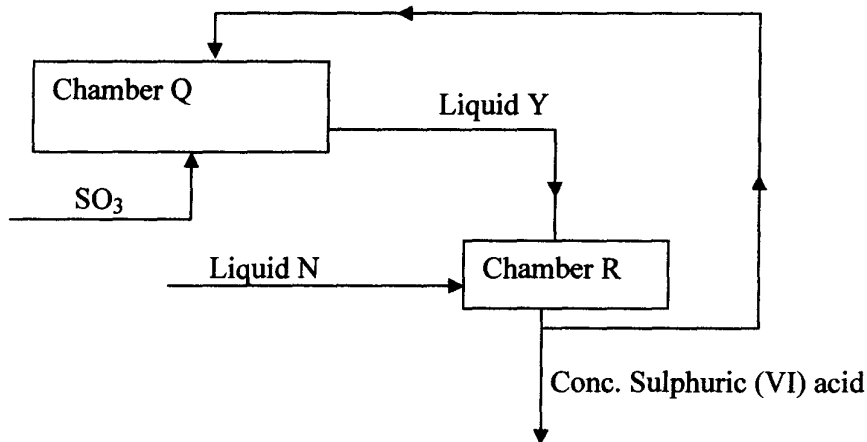 Chamber Q
Liquid Y
SO₃
Liquid N
Chamber R
Conc. Sulphuric (VI) acid